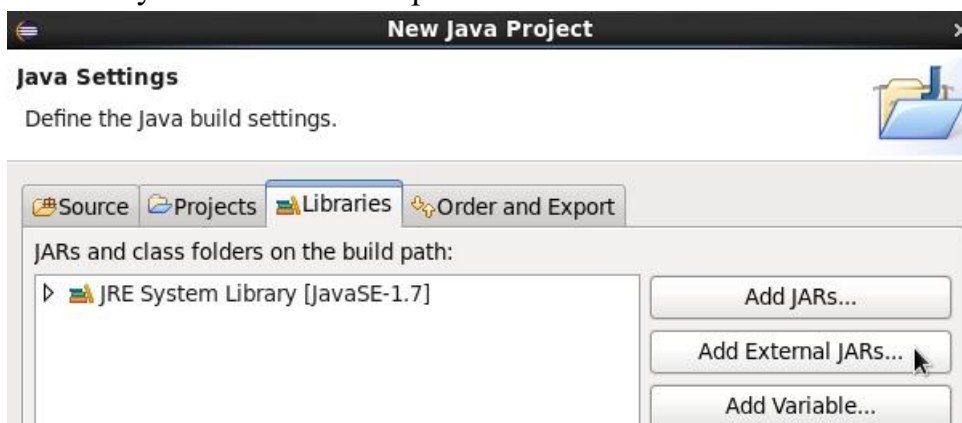 New Java Project
Java Settings
Define the Java build settings.
Source Projects Libraries Order and Export
JARs and class folders on the build path:
JRE System Library [JavaSE-1.7]
Add JARs...
Add External JARs...
Add Variable...